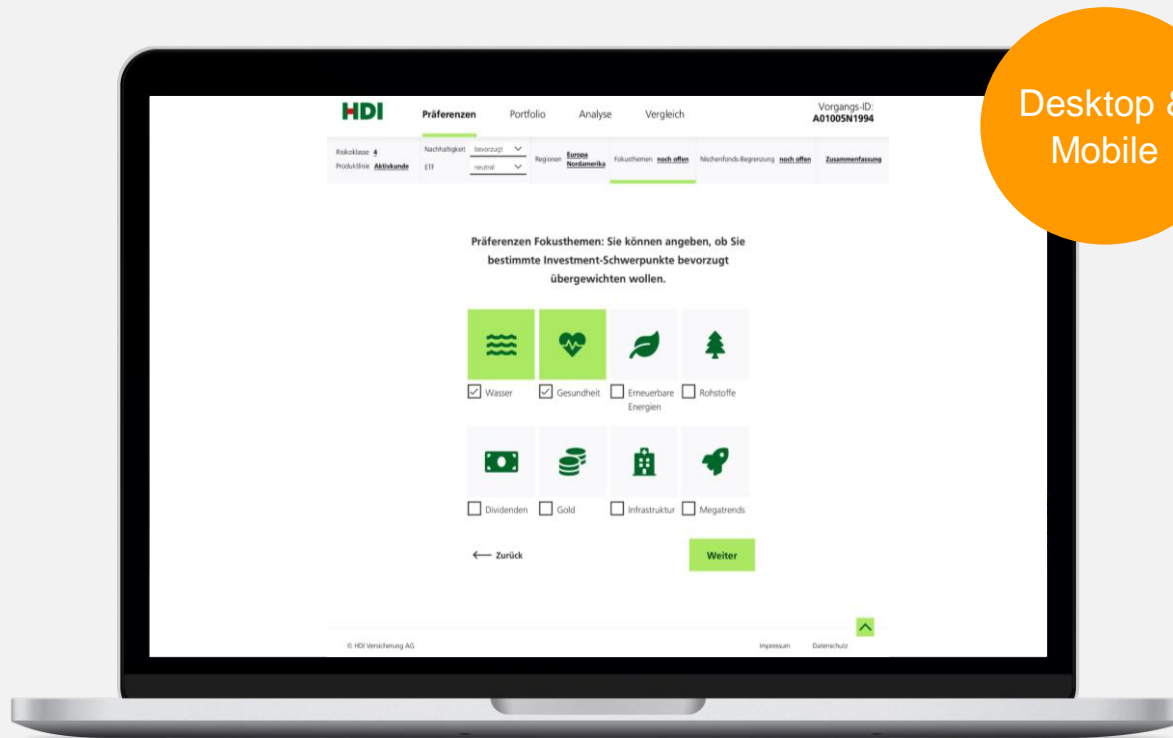 Desktop &
Mobile
HDI
Präferenzen Portfolio Analyse Vergleich
Vorgangs-ID:
A01005N1994
Risikoklasse 4
Produktlinie Aktivkunde
Nachhaltigkeit bevorzugt
ETF neutral
Regionen Europa
Nordamerika
Fokusthemen noch offen
Mischfonds-Begrenzung noch offen
Zusammenfassung
Präferenzen Fokusthemen: Sie können angeben, ob Sie
bestimmte Investment-Schwerpunkte bevorzugt
übergewichten wollen.
Wasser Gesundheit Erneuerbare
Energien Rohstoffe
Dividenden Gold Infrastruktur Megatrends
Zurück Weiter
© HDI Versicherung AG Impressum Datenschutz